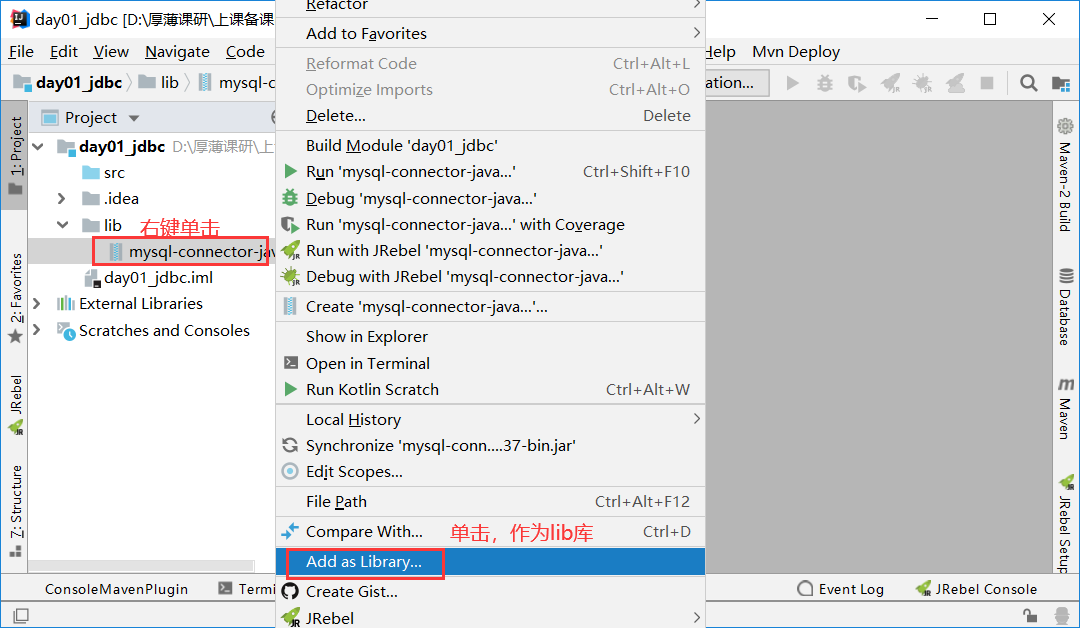 day01_jdbc [D:\厚薄课研\上课备课
Refactor
Add to Favorites
Reformat Code Ctrl+Alt+L
Optimize Imports Ctrl+Alt+O
Delete... Delete
Build Module 'day01_jdbc'
Run 'mysql-connector-java...' Ctrl+Shift+F10
Debug 'mysql-connector-java...'
Run 'mysql-connector-java...' with Coverage
Run with JRebel 'mysql-connector-java...'
Debug with JRebel 'mysql-connector-java...'
Create 'mysql-connector-java...'...
Show in Explorer
Open in Terminal
Run Kotlin Scratch Ctrl+Alt+W
Local History
Synchronize 'mysql-conn....37-bin.jar'
Edit Scopes...
File Path Ctrl+Alt+F12
Compare With... Ctrl+D
单击，作为lib库
Add as Library...
Create Gist...
JRebel
File Edit View Navigate Code
Help Mvn Deploy
day01_jdbc lib mysql-c
ation...
Project
day01_jdbc D:\厚薄课研\上
src
.idea
lib
右键单击
mysql-connector-jav
day01_jdbc.iml
External Libraries
Scratches and Consoles
1: Project
2: Favorites
JRebel
7: Structure
Maven-2 Build
Database
Maven
JRebel Setup
ConsoleMavenPlugin
Termi
Event Log
JRebel Console